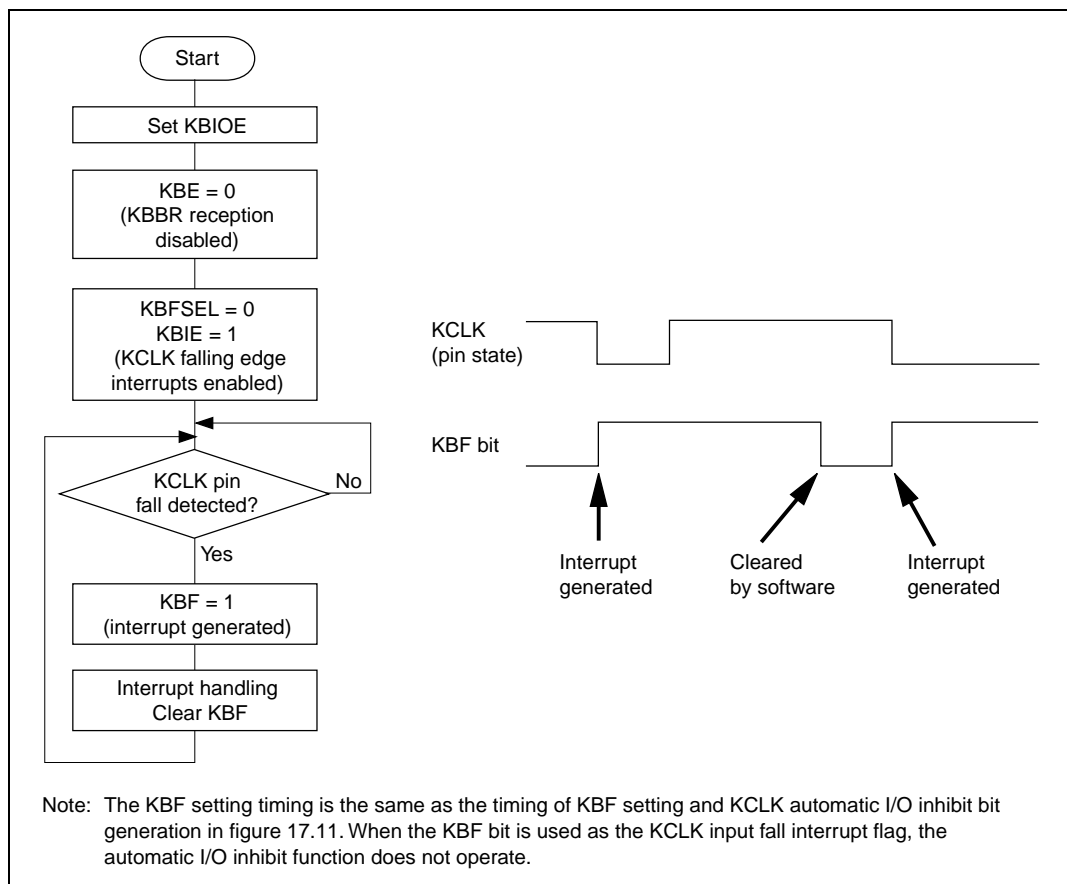 Start
Set KBIOE
KBE = 0
(KBBR reception
disabled)
KBFSEL = 0
KBIE = 1
(KCLK falling edge
interrupts enabled)
KCLK pin
fall detected?
No
Yes
KBF = 1
(interrupt generated)
Interrupt handling
Clear KBF
KCLK
(pin state)
KBF bit
Interrupt
generated
Cleared
by software
Interrupt
generated
Note: The KBF setting timing is the same as the timing of KBF setting and KCLK automatic I/O inhibit bit
generation in figure 17.11. When the KBF bit is used as the KCLK input fall interrupt flag, the
automatic I/O inhibit function does not operate.